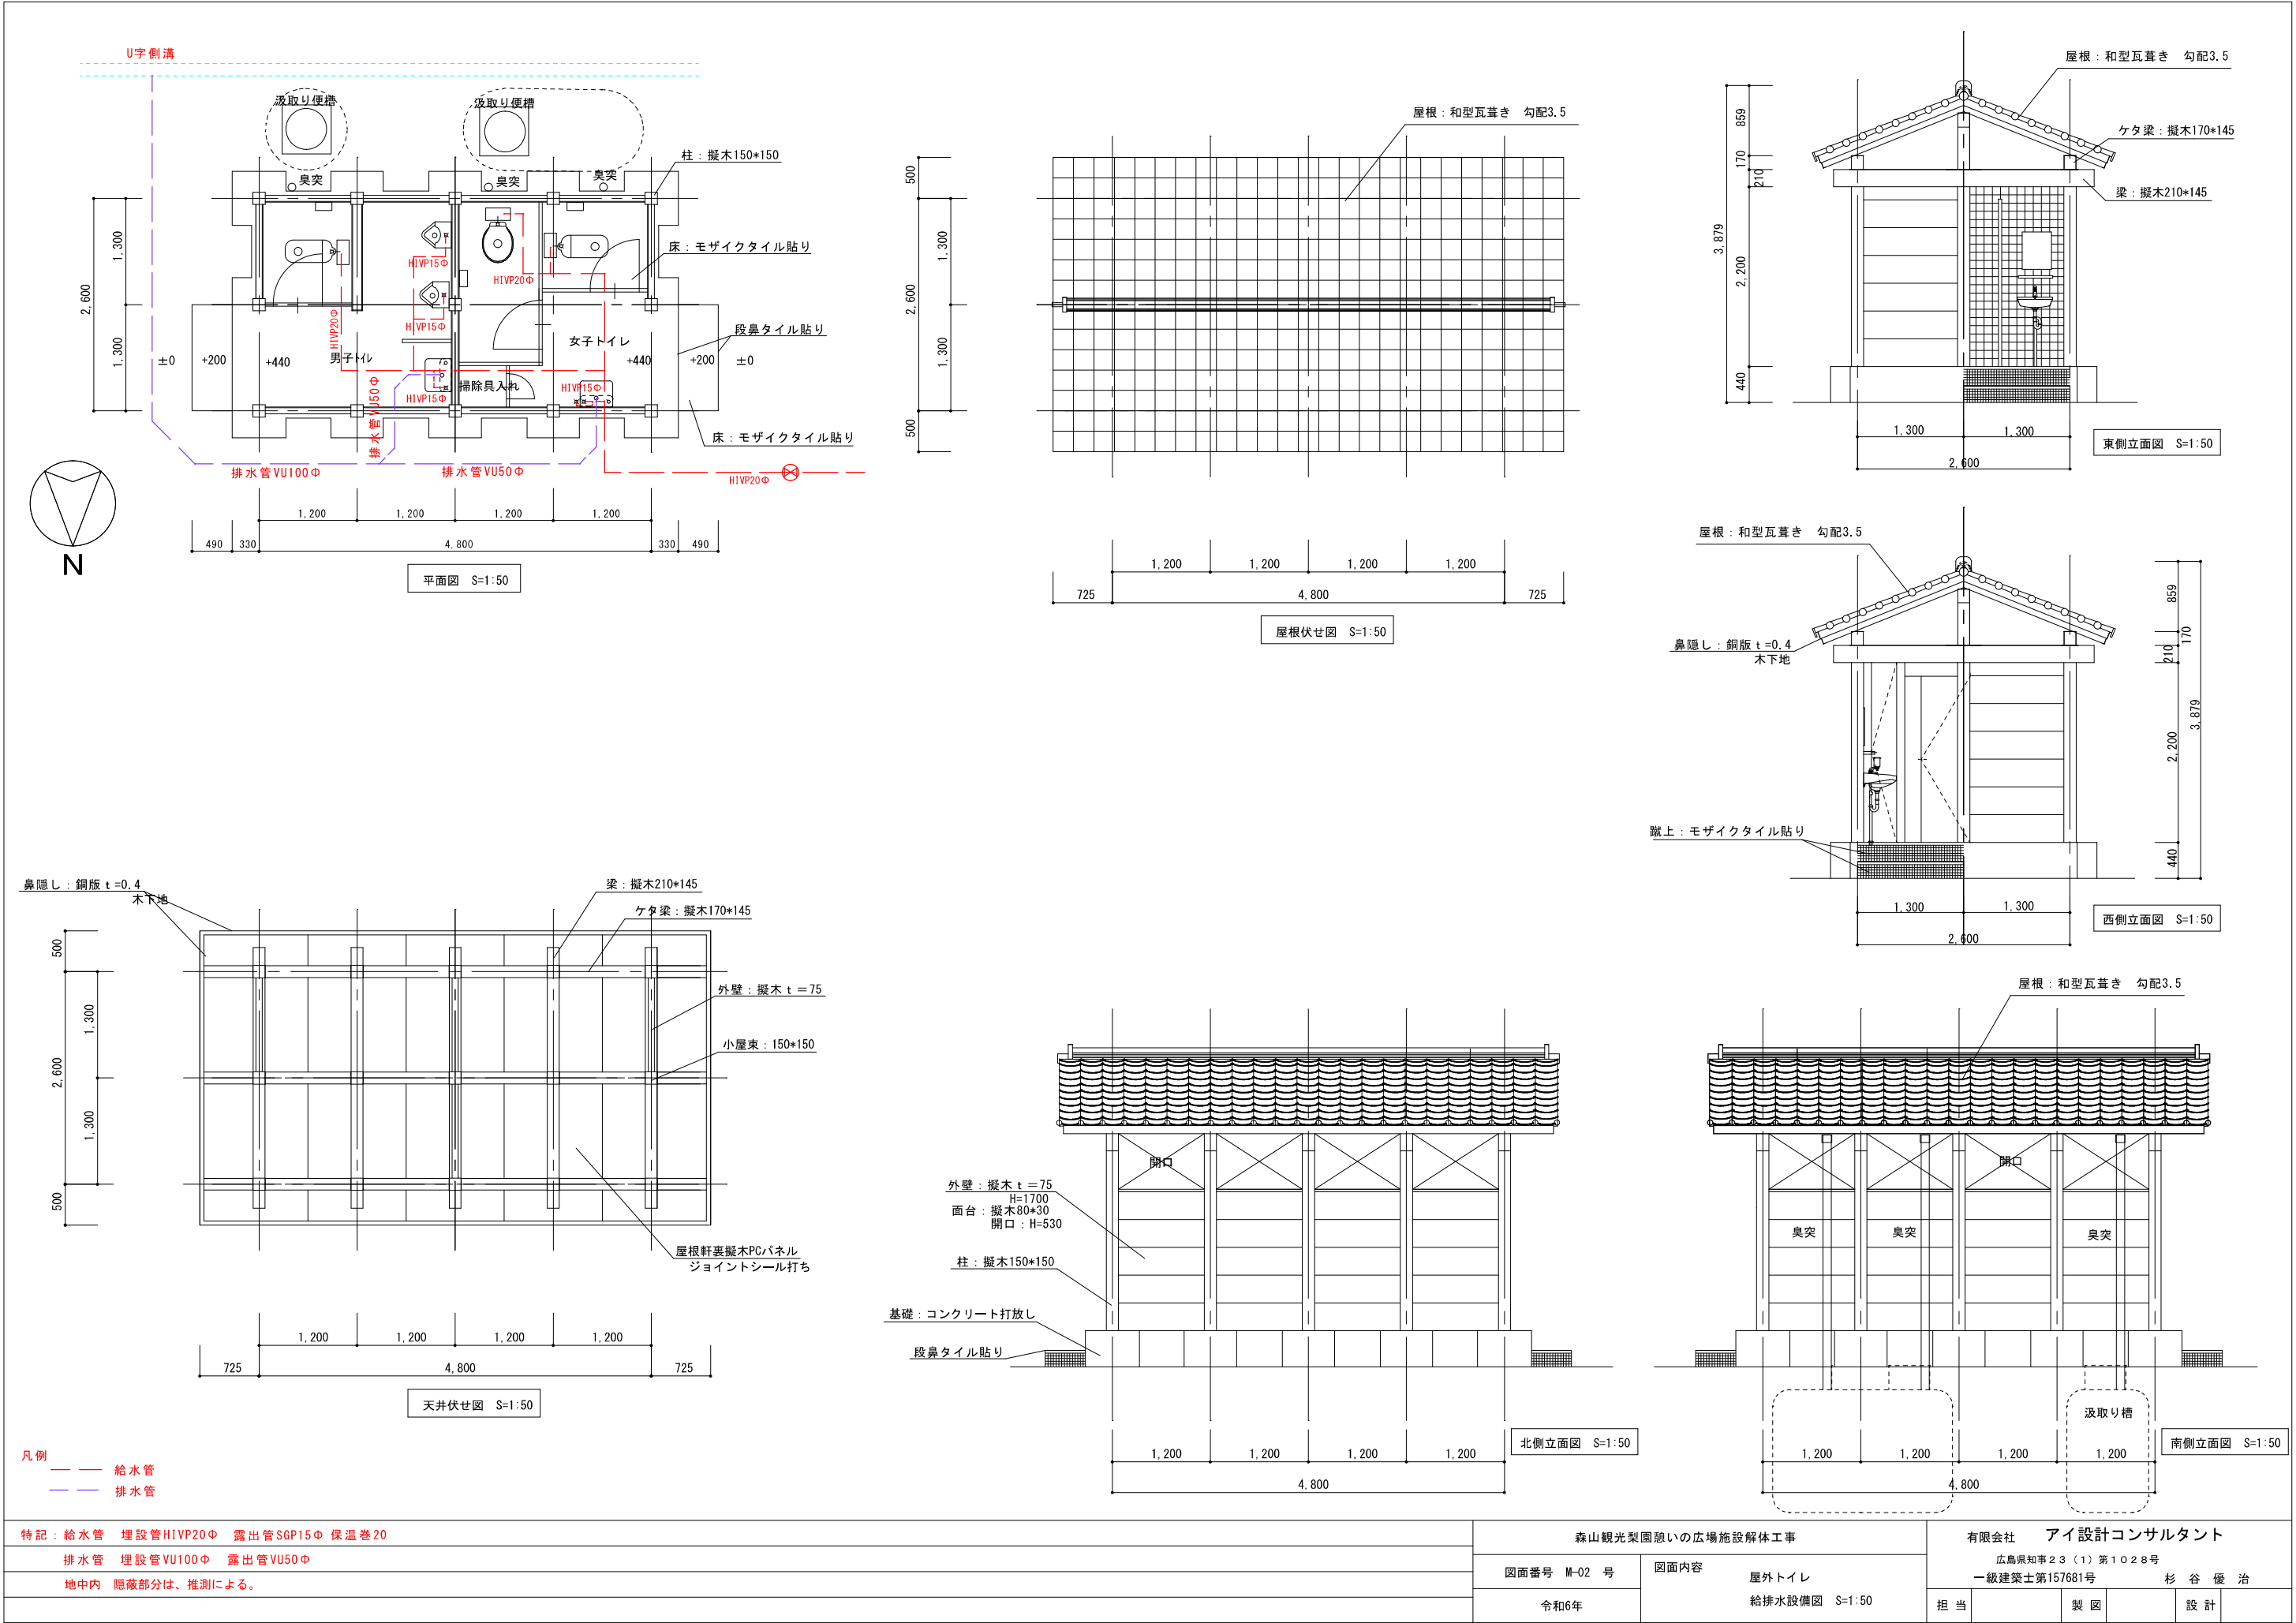 U字側溝
汲取り便槽
汲取り便槽
臭突
臭突
臭突
柱：擬木150*150
床：モザイクタイル貼り
段鼻タイル貼り
床：モザイクタイル貼り
HIVP15Φ
HIVP20Φ
HIVP15Φ
HIVP20Φ
男子トイレ
女子トイレ
掃除具入れ
HIVP15Φ
HIVP15Φ
±0
+200
+440
+440
+200
±0
排水管VU50Φ
排水管VU100Φ
排水管VU50Φ
HIVP20Φ
2,600
1,300
1,300
N
1,200
1,200
1,200
1,200
490
330
4,800
330
490
平面図 S=1:50
屋根：和型瓦葺き 勾配3.5
500
1,300
2,600
1,300
500
1,200
1,200
1,200
1,200
725
4,800
725
屋根伏せ図 S=1:50
屋根：和型瓦葺き 勾配3.5
ケタ梁：擬木170*145
梁：擬木210*145
859
170
210
3,879
2,200
440
1,300
1,300
2,600
東側立面図 S=1:50
屋根：和型瓦葺き 勾配3.5
鼻隠し：銅版ｔ=0.4
木下地
蹴上：モザイクタイル貼り
859
170
210
3,879
2,200
440
1,300
1,300
2,600
西側立面図 S=1:50
鼻隠し：銅版ｔ=0.4
木下地
梁：擬木210*145
ケタ梁：擬木170*145
外壁：擬木ｔ＝75
小屋束：150*150
屋根軒裏擬木PCパネル
ジョイントシール打ち
500
1,300
2,600
1,300
500
1,200
1,200
1,200
1,200
725
4,800
725
天井伏せ図 S=1:50
開口
外壁：擬木ｔ＝75
H=1700
面台：擬木80*30
開口：H=530
柱：擬木150*150
基礎：コンクリート打放し
段鼻タイル貼り
1,200
1,200
1,200
1,200
4,800
北側立面図 S=1:50
屋根：和型瓦葺き 勾配3.5
開口
臭突
臭突
臭突
汲取り槽
1,200
1,200
1,200
1,200
4,800
南側立面図 S=1:50
凡例
給水管
排水管
特記：給水管 埋設管HIVP20Φ 露出管SGP15Φ 保温巻20
排水管 埋設管VU100Φ 露出管VU50Φ
地中内 隠蔽部分は、推測による。
森山観光梨園憩いの広場施設解体工事
図面番号 M-02 号
図面内容
屋外トイレ
給排水設備図 S=1:50
令和6年
有限会社 アイ設計コンサルタント
広島県知事２３（１）第１０２８号
一級建築士第157681号 杉谷優治
担当
製図
設計